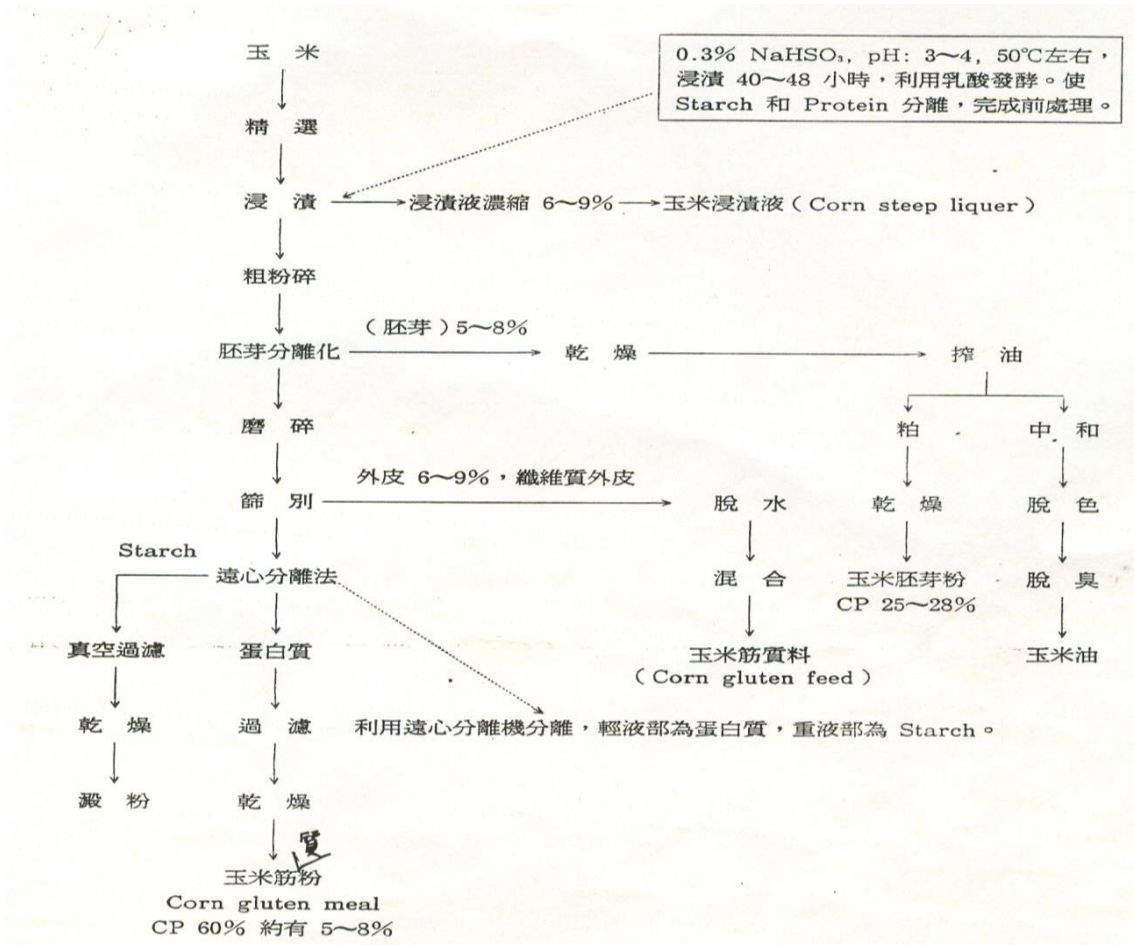 玉米
0.3% NaHSO₃, pH: 3～4, 50℃左右，
浸漬 40～48 小時，利用乳酸發酵。使
Starch 和 Protein 分離，完成前處理。
精選
浸漬
浸漬液濃縮 6～9%
玉米浸漬液（Corn steep liquer）
粗粉碎
胚芽分離化
（胚芽）5～8%
乾燥
搾油
磨碎
粕
中和
篩別
外皮 6～9%，纖維質外皮
脫水
乾燥
脫色
Starch
遠心分離法
混合
玉米胚芽粉
CP 25～28%
脫臭
真空過濾
蛋白質
玉米筋質料
（Corn gluten feed）
玉米油
乾燥
過濾
利用遠心分離機分離，輕液部為蛋白質，重液部為 Starch。
澱粉
乾燥
質
玉米筋粉
Corn gluten meal
CP 60% 約有 5～8%